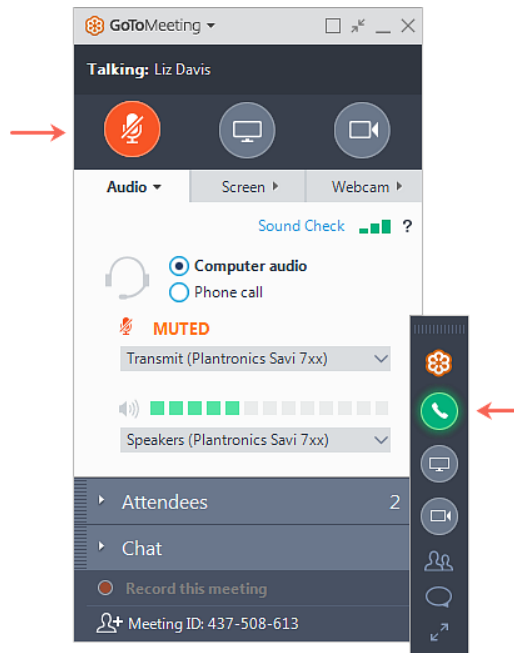 GoToMeeting
Talking: Liz Davis
Audio Screen Webcam
Sound Check ?
Computer audio
Phone call
MUTED
Transmit (Plantronics Savi 7xx)
Speakers (Plantronics Savi 7xx)
Attendees 2
Chat
Record this meeting
Meeting ID: 437-508-613